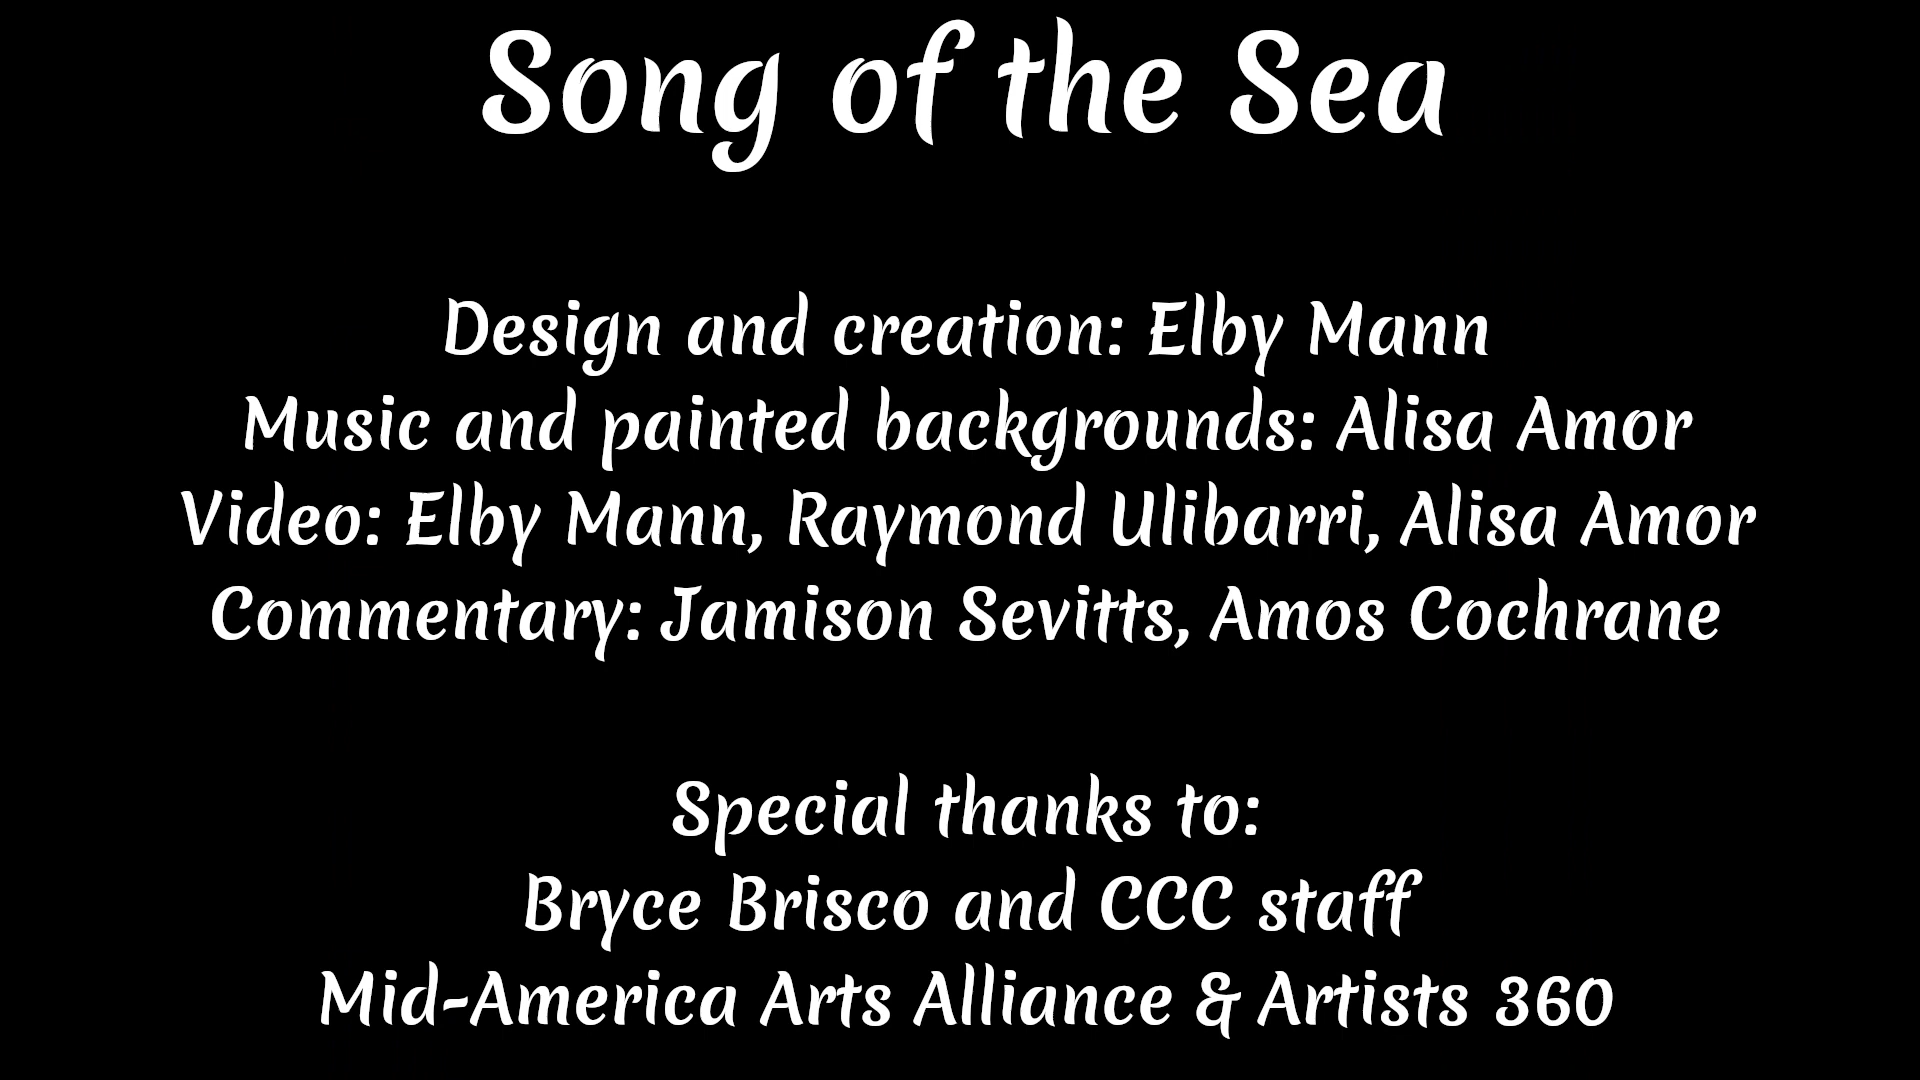 Song of the Sea
Design and creation: Elby Mann
Music and painted backgrounds: Alisa Amor
Video: Elby Mann, Raymond Ulibarri, Alisa Amor
Commentary: Jamison Sevitts, Amos Cochrane
Special thanks to:
Bryce Brisco and CCC staff
Mid-America Arts Alliance & Artists 360